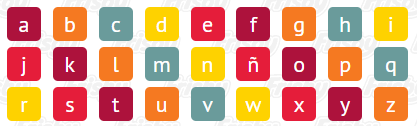 a b c d e f g h i
j k l m n ñ o p q
r s t u v w x y z